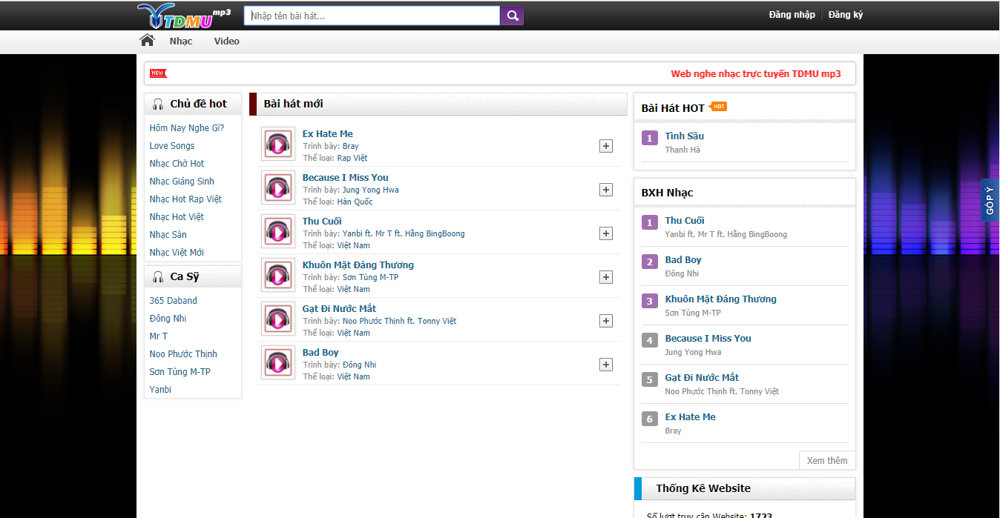 TDMU mp3
Nhập tên bài hát...
Đăng nhập Đăng ký
Nhạc Video
NEW
Web nghe nhạc trực tuyến TDMU mp3
Chủ đề hot
Hôm Nay Nghe Gì?
Love Songs
Nhạc Chờ Hot
Nhạc Giáng Sinh
Nhạc Hot Rap Việt
Nhạc Hot Việt
Nhạc Sàn
Nhạc Việt Mới
Ca Sỹ
365 Daband
Đông Nhi
Mr T
Noo Phước Thịnh
Sơn Tùng M-TP
Yanbi
Bài hát mới
Ex Hate Me
Trình bày: Bray
Thể loại: Rap Việt
Because I Miss You
Trình bày: Jung Yong Hwa
Thể loại: Hàn Quốc
Thu Cuối
Trình bày: Yanbi ft. Mr T ft. Hằng BingBoong
Thể loại: Việt Nam
Khuôn Mặt Đáng Thương
Trình bày: Sơn Tùng M-TP
Thể loại: Việt Nam
Gạt Đi Nước Mắt
Trình bày: Noo Phước Thịnh ft. Tonny Việt
Thể loại: Việt Nam
Bad Boy
Trình bày: Đông Nhi
Thể loại: Việt Nam
Bài Hát HOT HOT
1 Tình Sầu
Thanh Hà
BXH Nhạc
1 Thu Cuối
Yanbi ft. Mr T ft. Hằng BingBoong
2 Bad Boy
Đông Nhi
3 Khuôn Mặt Đáng Thương
Sơn Tùng M-TP
4 Because I Miss You
Jung Yong Hwa
5 Gạt Đi Nước Mắt
Noo Phước Thịnh ft. Tonny Việt
6 Ex Hate Me
Bray
Xem thêm
Thống Kê Website
Số lượt truy cập Website: 1723
GÓP Ý